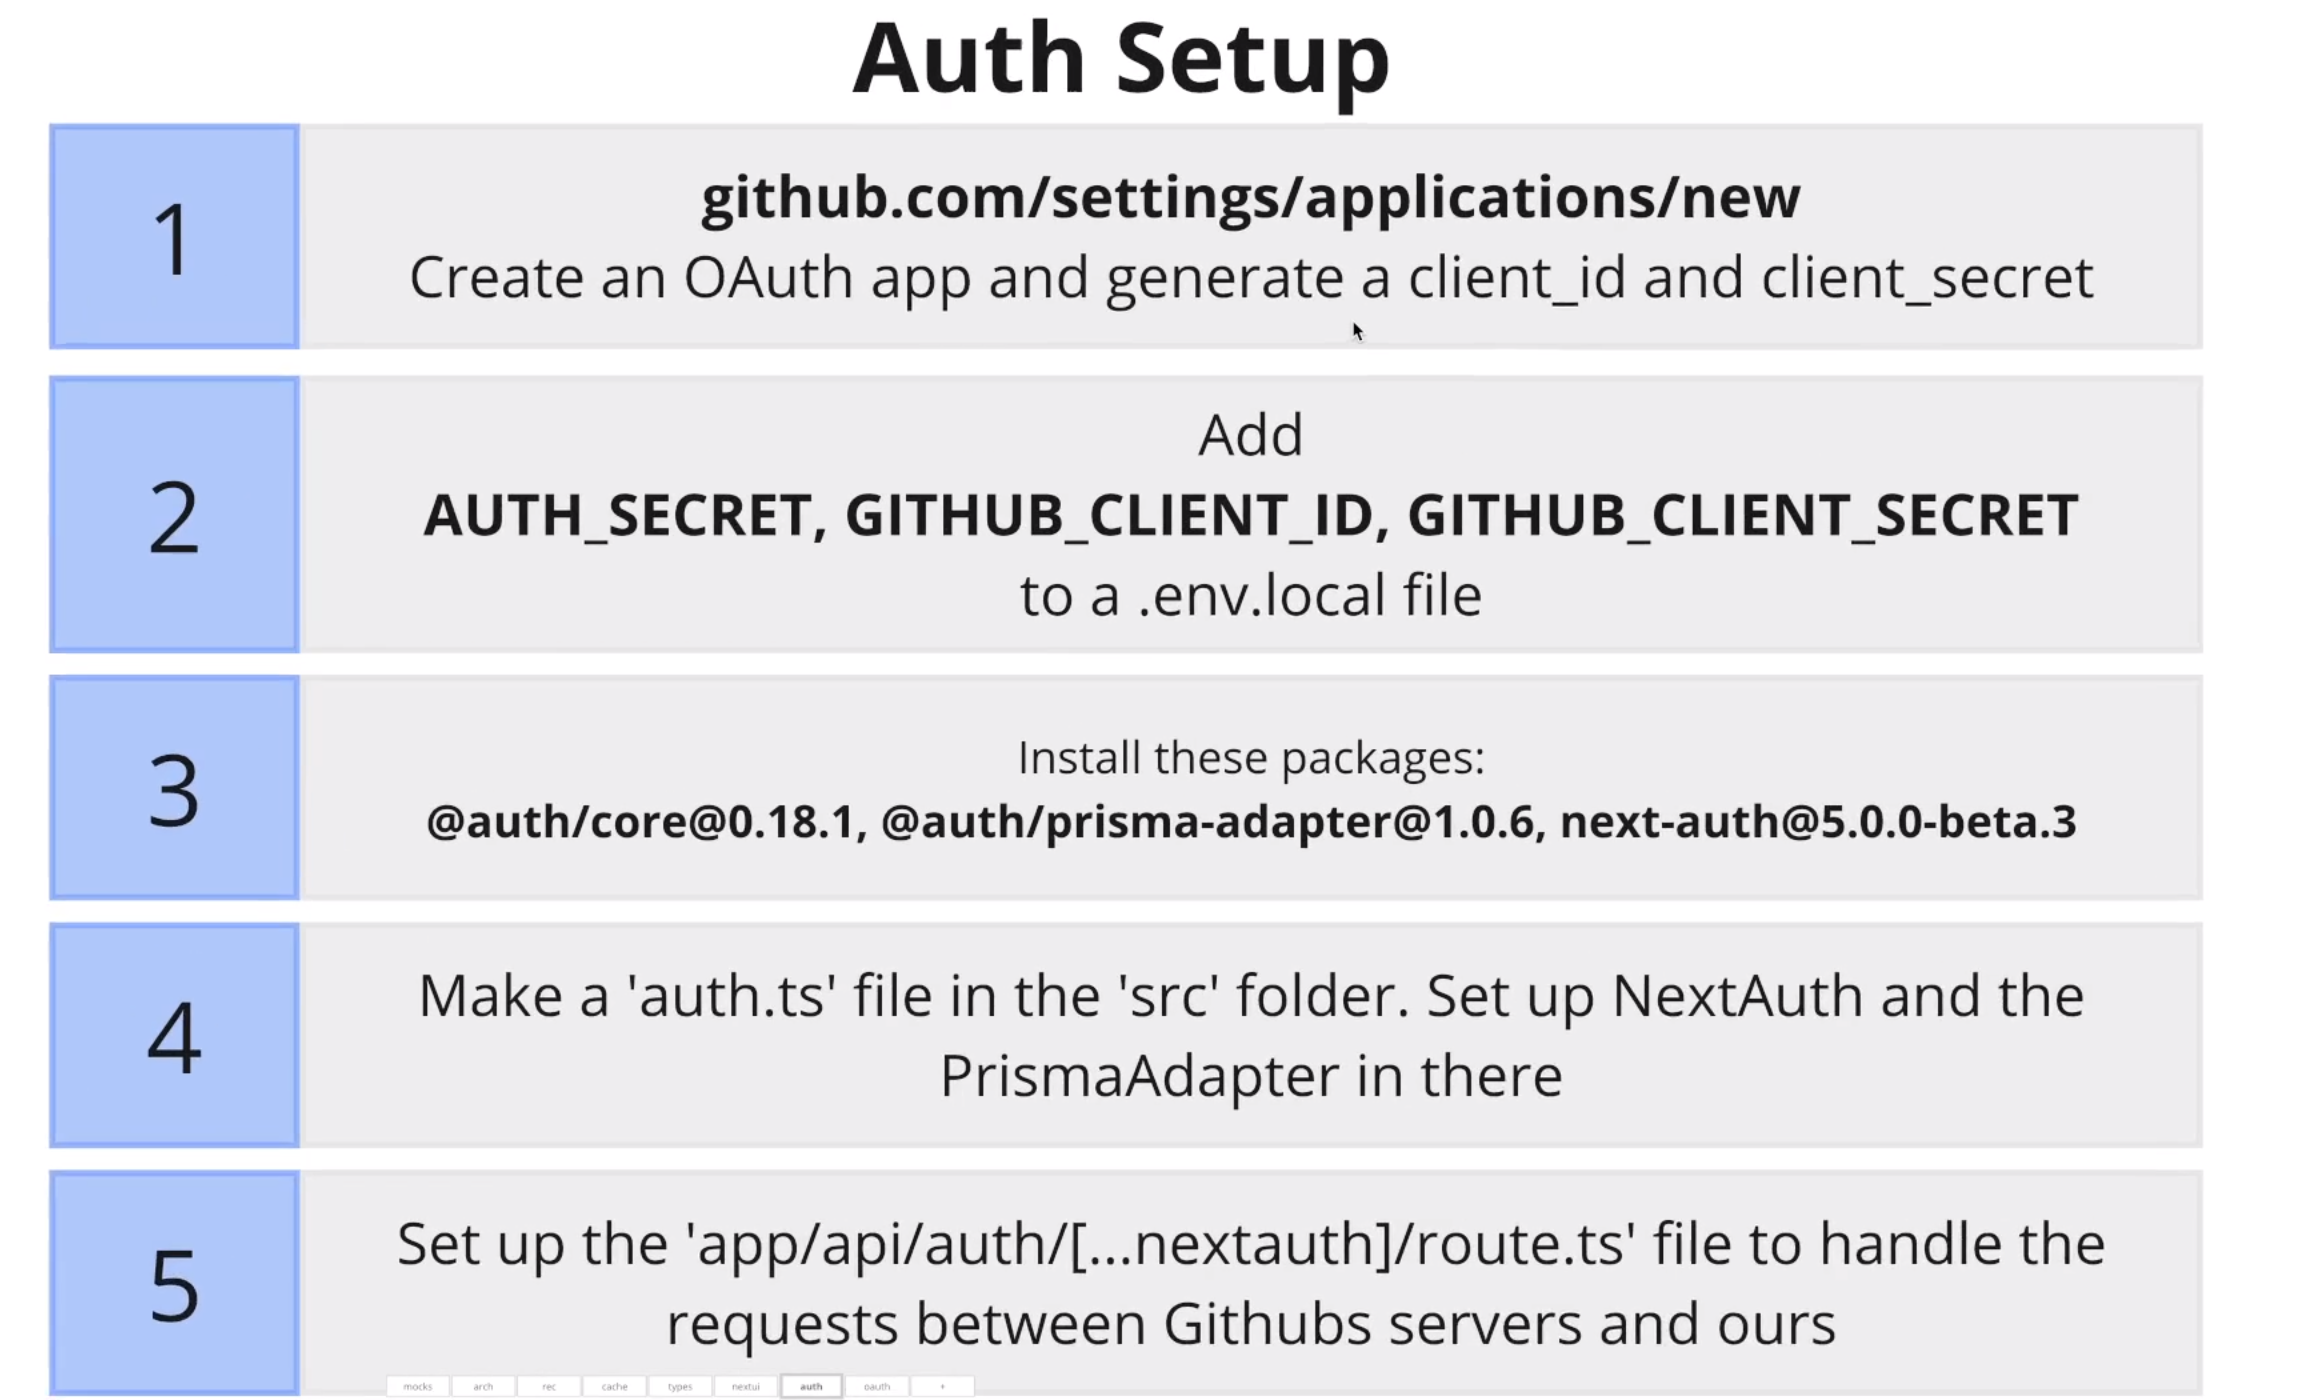 Auth Setup
1
github.com/settings/applications/new
Create an OAuth app and generate a client_id and client_secret
2
Add
AUTH_SECRET, GITHUB_CLIENT_ID, GITHUB_CLIENT_SECRET
to a .env.local file
3
Install these packages:
@auth/core@0.18.1, @auth/prisma-adapter@1.0.6, next-auth@5.0.0-beta.3
4
Make a 'auth.ts' file in the 'src' folder. Set up NextAuth and the
PrismaAdapter in there
5
Set up the 'app/api/auth/[...nextauth]/route.ts' file to handle the
requests between Githubs servers and ours
mocks arch rec cache types nextui auth oauth +